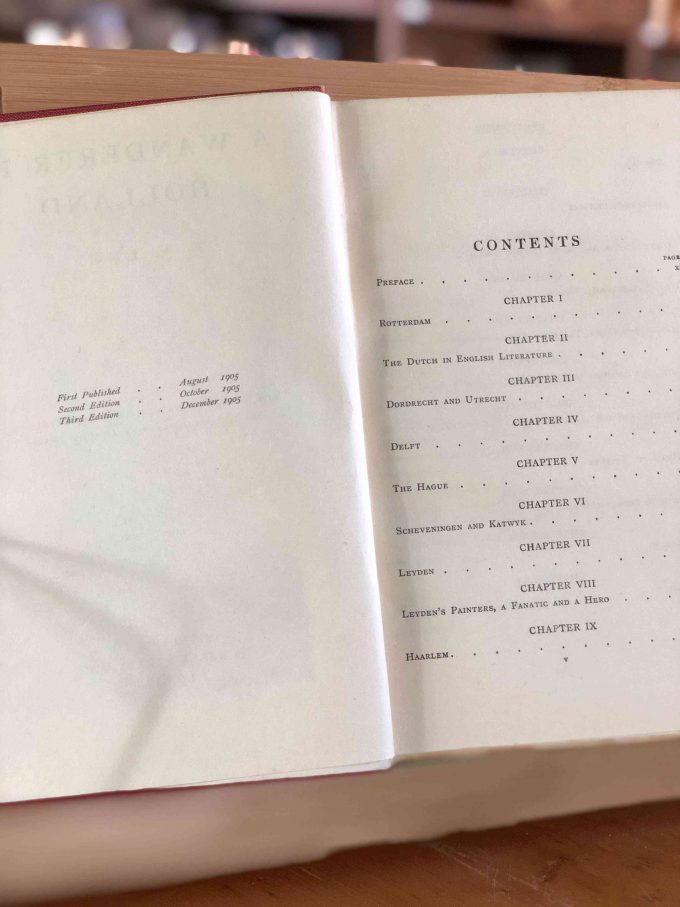 First Published . . August 1905
Second Edition . . October 1905
Third Edition . . December 1905
CONTENTS
PAGE
PREFACE . . . . . . . . . . . x
CHAPTER I
ROTTERDAM . . . . . . . . . .
CHAPTER II
THE DUTCH IN ENGLISH LITERATURE . . . . . .
CHAPTER III
DORDRECHT AND UTRECHT . . . . . . .
CHAPTER IV
DELFT . . . . . . . . . .
CHAPTER V
THE HAGUE . . . . . . . . .
CHAPTER VI
SCHEVENINGEN AND KATWYK . . . . . .
CHAPTER VII
LEYDEN . . . . . . . . .
CHAPTER VIII
LEYDEN'S PAINTERS, A FANATIC AND A HERO . . .
CHAPTER IX
HAARLEM . . . . . . . . .
v